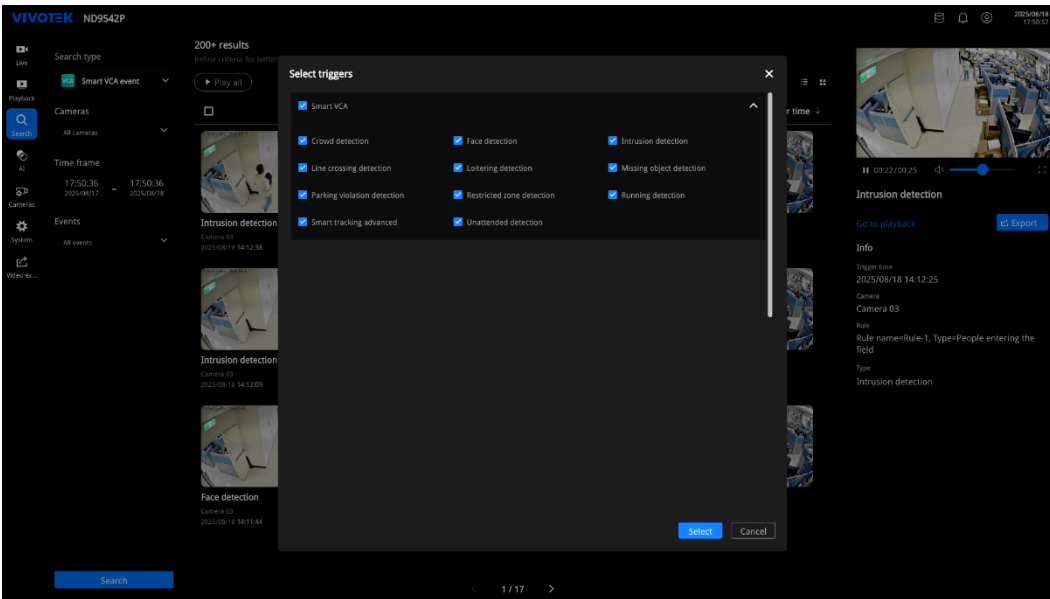 VIVOTEK ND9542P
2025/08/18
17:50:57
Live
Playback
Search
AI
Cameras
System
Video ex...
Search type
VCA Smart VCA event
Cameras
All cameras
Time frame
17:50:36 - 17:50:36
2025/08/17 2025/08/18
Events
All events
Search
200+ results
Refine criteria for better
Play all
r time ↓
Intrusion detection
Camera 03
2025/08/18 14:12:38
Intrusion detection
Camera 03
2025/08/18 14:12:09
Face detection
Camera 03
2025/08/18 14:11:44
Select triggers
Smart VCA
Crowd detection Face detection Intrusion detection
Line crossing detection Loitering detection Missing object detection
Parking violation detection Restricted zone detection Running detection
Smart tracking advanced Unattended detection
Select Cancel
1 / 17
00:22/00:25
Intrusion detection
Go to playback Export
Info
Trigger time
2025/08/18 14:12:25
Camera
Camera 03
Rule
Rule name=Rule-1, Type=People entering the
field
Type
Intrusion detection